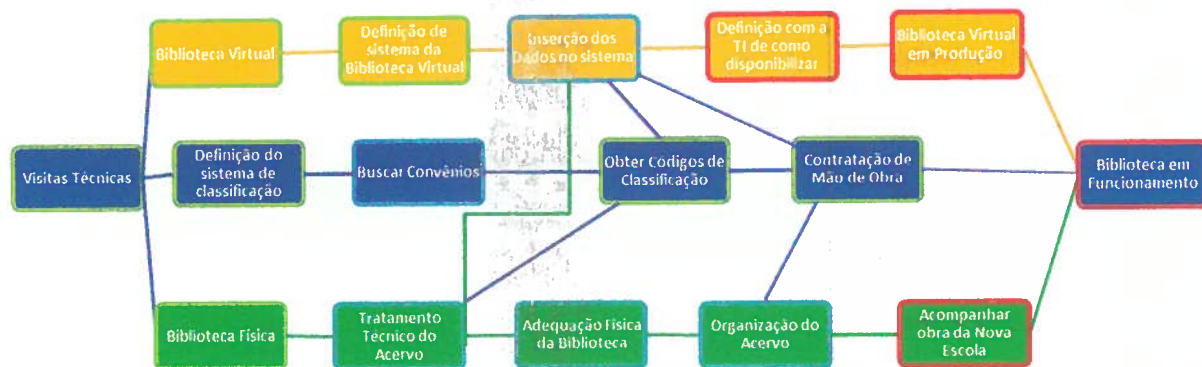 Biblioteca Virtual
Definição de
sistema da
Biblioteca Virtual
Inserção dos
Dados no sistema
Definição com a
TI de como
disponibilizar
Biblioteca Virtual
em Produção
Visitas Técnicas
Definição do
sistema de
classificação
Buscar Convênios
Obter Códigos de
Classificação
Contratação de
Mão de Obra
Biblioteca em
Funcionamento
Biblioteca Física
Tratamento
Técnico do
Acervo
Adequação Física
da Biblioteca
Organização do
Acervo
Acompanhar
obra da Nova
Escola